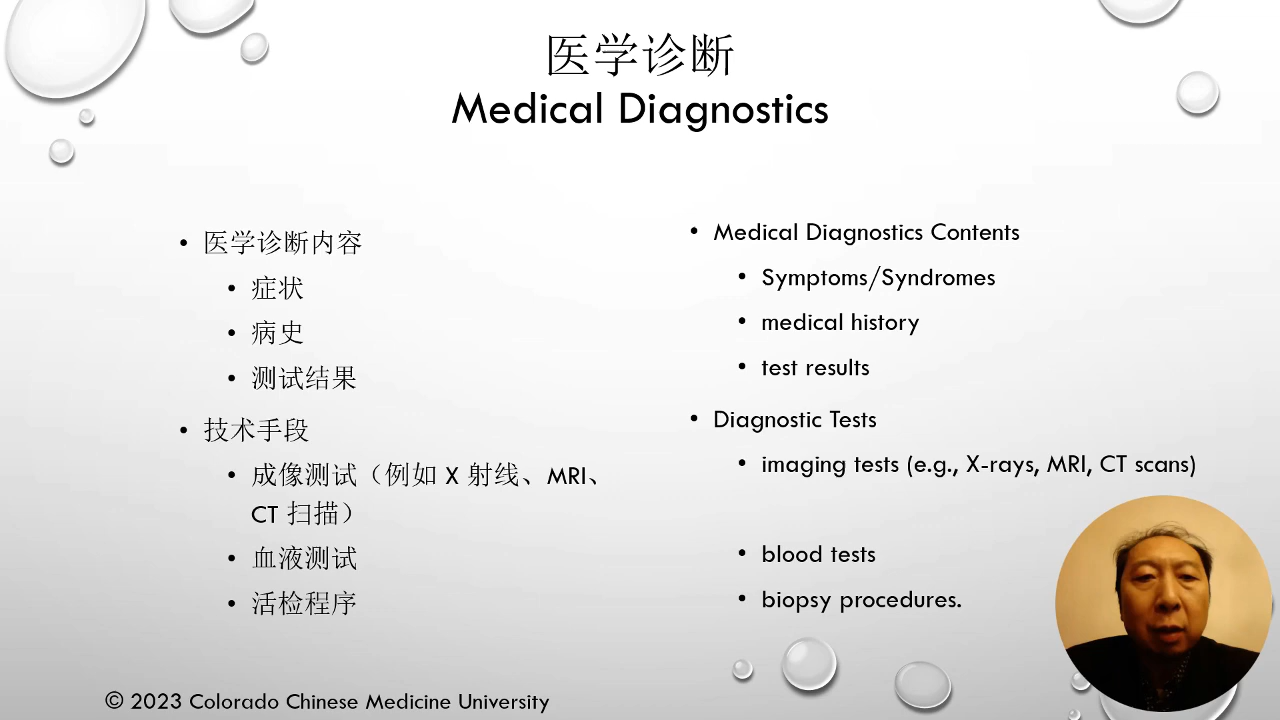 医学诊断
Medical Diagnostics
• 医学诊断内容
• 症状
• 病史
• 测试结果
• 技术手段
• 成像测试（例如 X 射线、MRI、
CT 扫描）
• 血液测试
• 活检程序
• Medical Diagnostics Contents
• Symptoms/Syndromes
• medical history
• test results
• Diagnostic Tests
• imaging tests (e.g., X-rays, MRI, CT scans)
• blood tests
• biopsy procedures.
© 2023 Colorado Chinese Medicine University